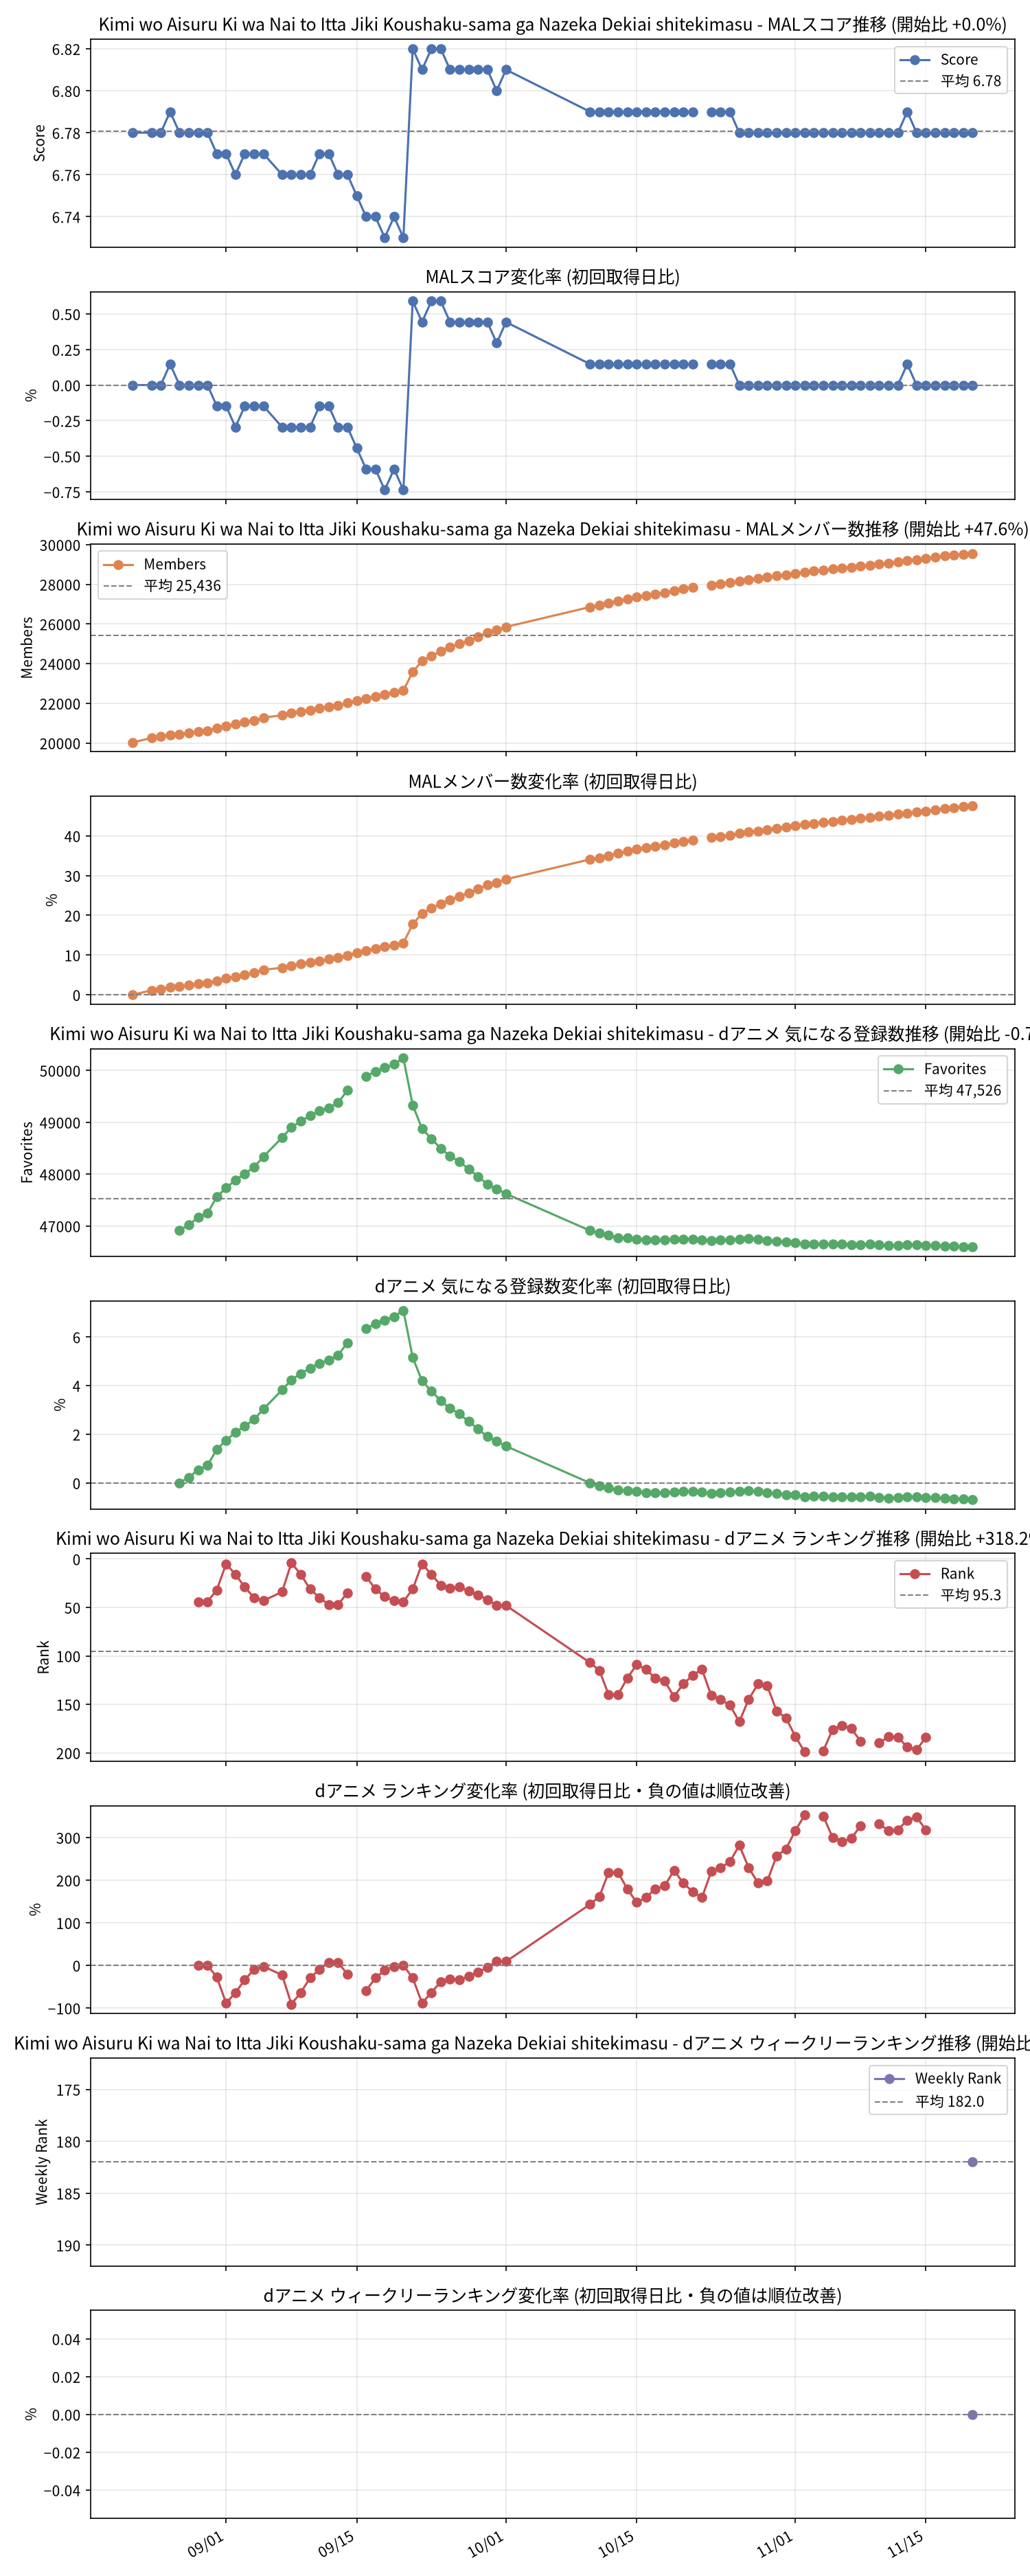 Kimi wo Aisuru Ki wa Nai to Itta Jiki Koushaku-sama ga Nazeka Dekiai shitekimasu - MALスコア推移 (開始比 +0.0%)
6.82
6.80
6.78
6.76
6.74
Score
Score
平均 6.78
MALスコア変化率 (初回取得日比)
0.50
0.25
0.00
−0.25
−0.50
−0.75
%
Kimi wo Aisuru Ki wa Nai to Itta Jiki Koushaku-sama ga Nazeka Dekiai shitekimasu - MALメンバー数推移 (開始比 +47.6%)
30000
28000
26000
24000
22000
20000
Members
Members
平均 25,436
MALメンバー数変化率 (初回取得日比)
40
30
20
10
0
%
Kimi wo Aisuru Ki wa Nai to Itta Jiki Koushaku-sama ga Nazeka Dekiai shitekimasu - dアニメ 気になる登録数推移 (開始比 -0.7
50000
49000
48000
47000
Favorites
Favorites
平均 47,526
dアニメ 気になる登録数変化率 (初回取得日比)
6
4
2
0
%
Kimi wo Aisuru Ki wa Nai to Itta Jiki Koushaku-sama ga Nazeka Dekiai shitekimasu - dアニメ ランキング推移 (開始比 +318.2%
0
50
100
150
200
Rank
Rank
平均 95.3
dアニメ ランキング変化率 (初回取得日比・負の値は順位改善)
300
200
100
0
−100
%
Kimi wo Aisuru Ki wa Nai to Itta Jiki Koushaku-sama ga Nazeka Dekiai shitekimasu - dアニメ ウィークリーランキング推移 (開始比
175
180
185
190
Weekly Rank
Weekly Rank
平均 182.0
dアニメ ウィークリーランキング変化率 (初回取得日比・負の値は順位改善)
0.04
0.02
0.00
−0.02
−0.04
%
09/01
09/15
10/01
10/15
11/01
11/15